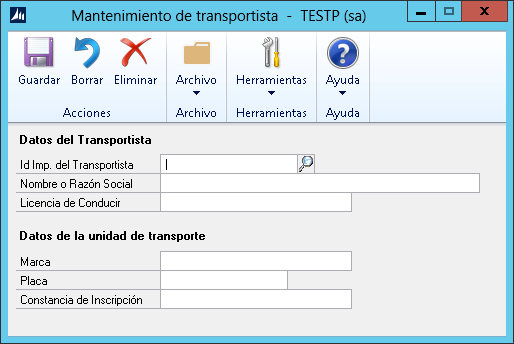 Mantenimiento de transportista - TESTP (sa)
Guardar Borrar Eliminar Archivo Herramientas Ayuda
Acciones Archivo Herramientas Ayuda
Datos del Transportista
Id Imp. del Transportista
Nombre o Razón Social
Licencia de Conducir
Datos de la unidad de transporte
Marca
Placa
Constancia de Inscripción